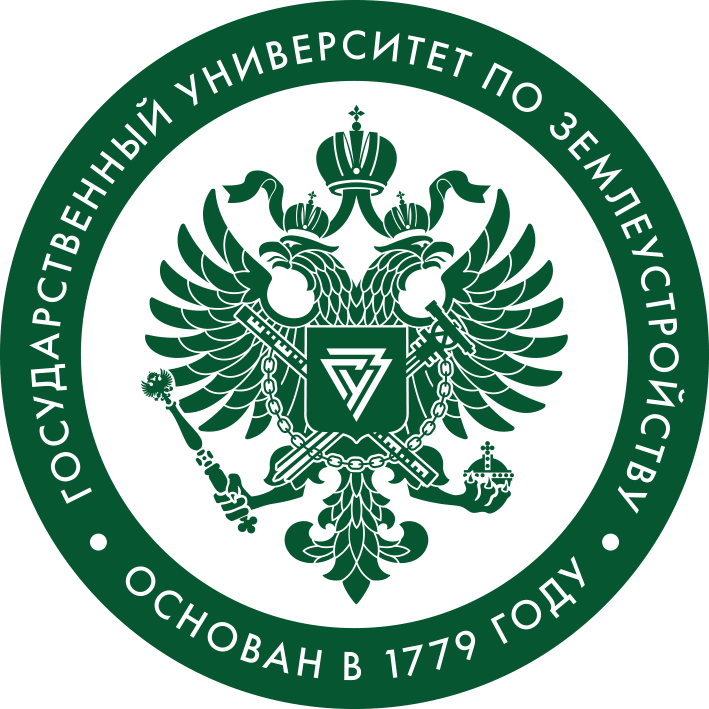 ГОСУДАРСТВЕННЫЙ УНИВЕРСИТЕТ ПО ЗЕМЛЕУСТРОЙСТВУ
ОСНОВАН В 1779 ГОДУ